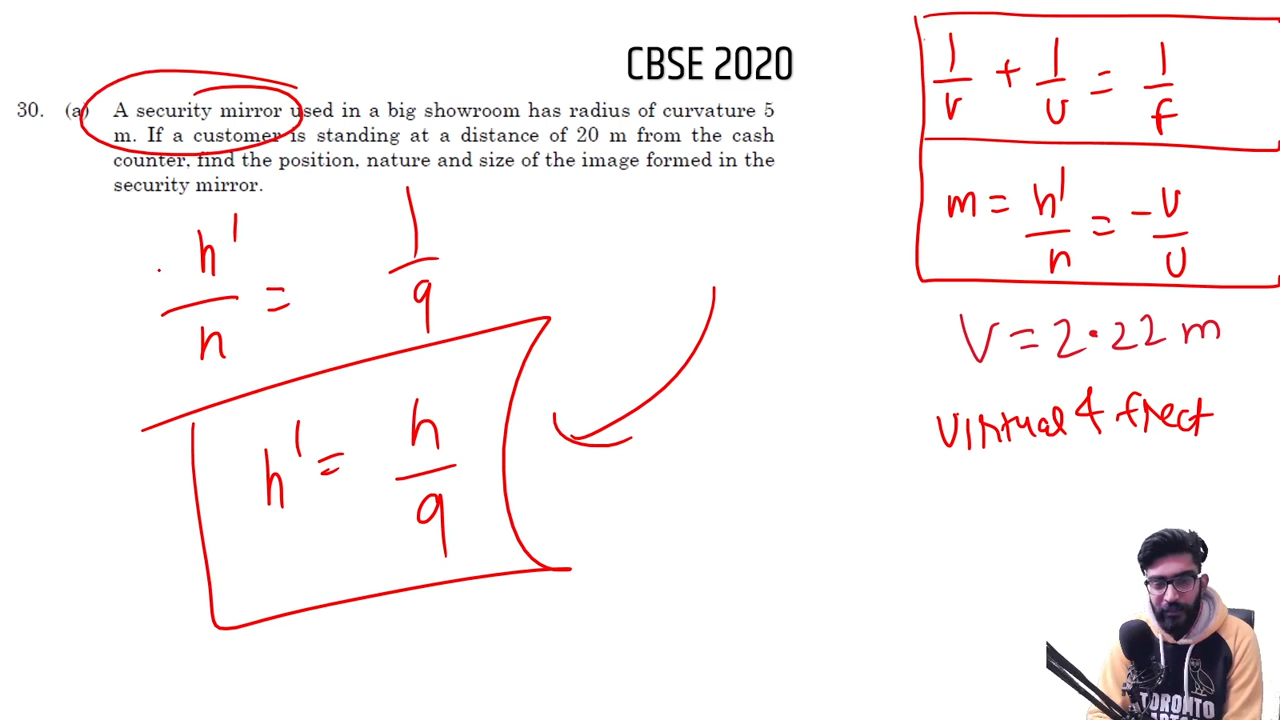 CBSE 2020
30. (a) A security mirror used in a big showroom has radius of curvature 5
m. If a customer is standing at a distance of 20 m from the cash
counter, find the position, nature and size of the image formed in the
security mirror.
1/v + 1/u = 1/f
m = h'/h = -v/u
h'/h = 1/9
V = 2.22 m
Virtual & Erect
h' = h/9
TORONTO